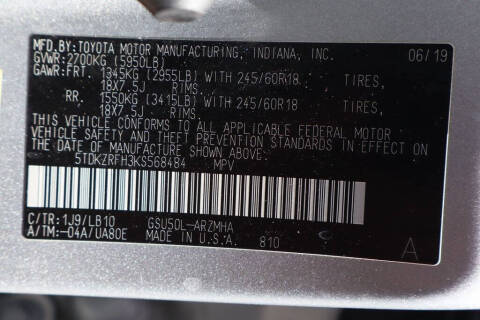 MFD.BY:TOYOTA MOTOR MANUFACTURING, INDIANA, INC. 06/19
GVWR:2700KG (5950LB)
GAWR:FRT. 1345KG (2955LB) WITH 245/60R18 TIRES,
18X7.5J RIMS.
RR. 1550KG (3415LB) WITH 245/60R18 TIRES,
18X7.5J RIMS.
THIS VEHICLE CONFORMS TO ALL APPLICABLE FEDERAL MOTOR
VEHICLE SAFETY AND THEFT PREVENTION STANDARDS IN EFFECT ON
THE DATE OF MANUFACTURE SHOWN ABOVE.
5TDKZRFH3KS568484 MPV
C/TR:1J9/LB10 GSU50L-ARZMHA
A/TM:-04A/UA80E MADE IN U.S.A. 810 A